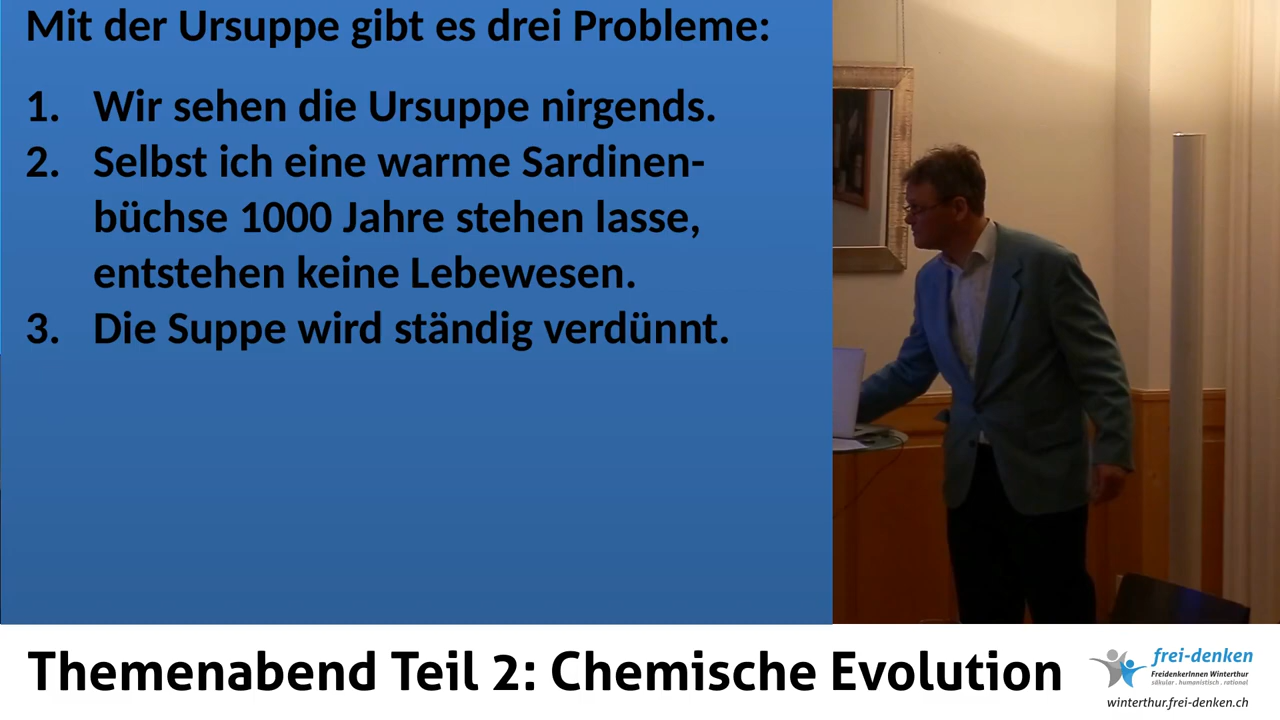 Mit der Ursuppe gibt es drei Probleme:
1. Wir sehen die Ursuppe nirgends.
2. Selbst ich eine warme Sardinen-
büchse 1000 Jahre stehen lasse,
entstehen keine Lebewesen.
3. Die Suppe wird ständig verdünnt.
Themenabend Teil 2: Chemische Evolution
frei-denken
FreidenkerInnen Winterthur
säkular . humanistisch . rational
winterthur.frei-denken.ch